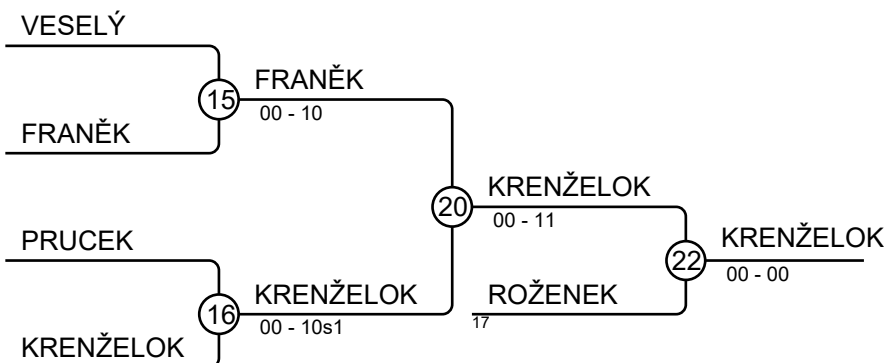 VESELÝ
15
FRANĚK
00 - 10
FRANĚK
20
KRENŽELOK
00 - 11
PRUCEK
22
KRENŽELOK
00 - 00
16
KRENŽELOK
00 - 10s1
ROŽENEK
17
KRENŽELOK